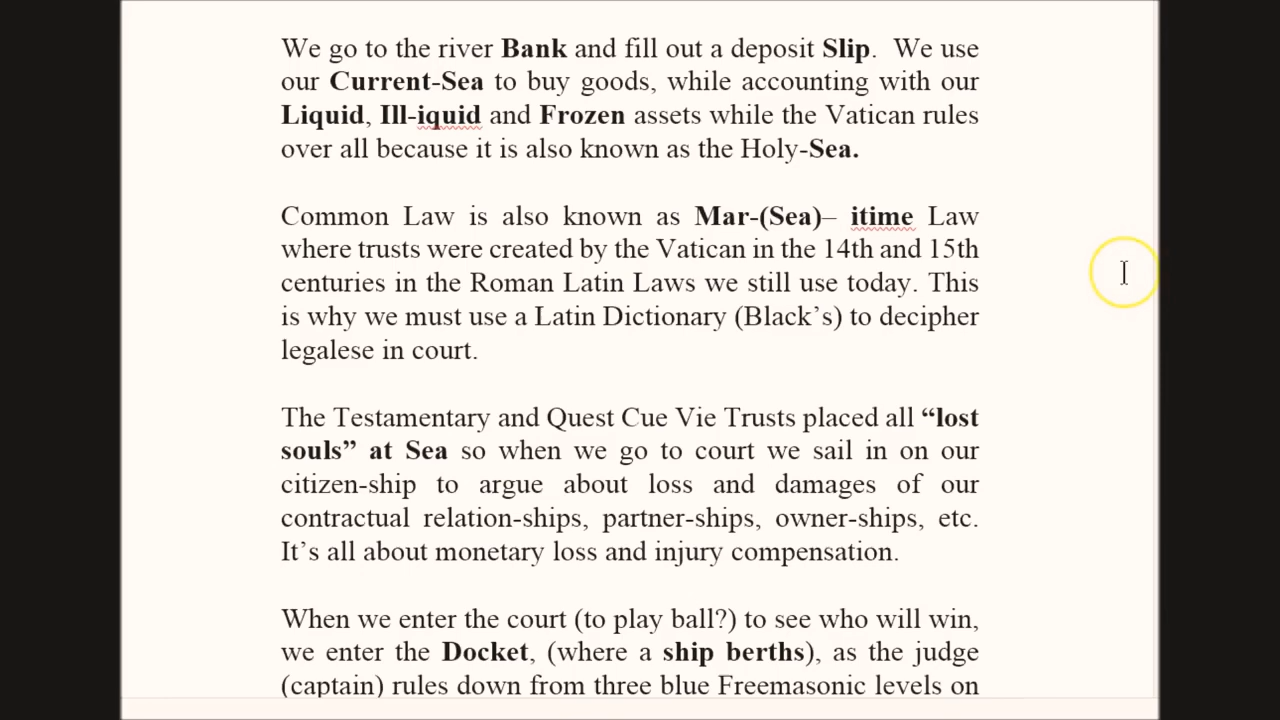 We go to the river Bank and fill out a deposit Slip. We use
our Current-Sea to buy goods, while accounting with our
Liquid, Ill-iquid and Frozen assets while the Vatican rules
over all because it is also known as the Holy-Sea.
Common Law is also known as Mar-(Sea)– itime Law
where trusts were created by the Vatican in the 14th and 15th
centuries in the Roman Latin Laws we still use today. This
is why we must use a Latin Dictionary (Black’s) to decipher
legalese in court.
The Testamentary and Quest Cue Vie Trusts placed all “lost
souls” at Sea so when we go to court we sail in on our
citizen-ship to argue about loss and damages of our
contractual relation-ships, partner-ships, owner-ships, etc.
It’s all about monetary loss and injury compensation.
When we enter the court (to play ball?) to see who will win,
we enter the Docket, (where a ship berths), as the judge
(captain) rules down from three blue Freemasonic levels on